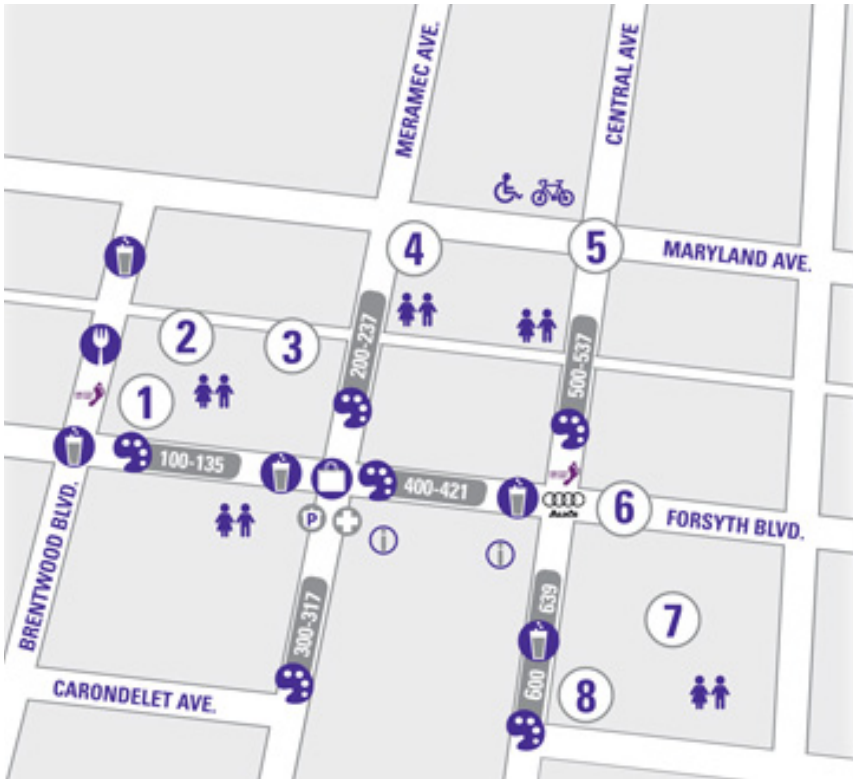 MERAMEC AVE.
CENTRAL AVE
4
5
MARYLAND AVE.
2
3
200-237
500-537
1
100-135
400-421
6
FORSYTH BLVD.
Audi
P
BRENTWOOD BLVD.
300-317
639
7
600
8
CARONDELET AVE.